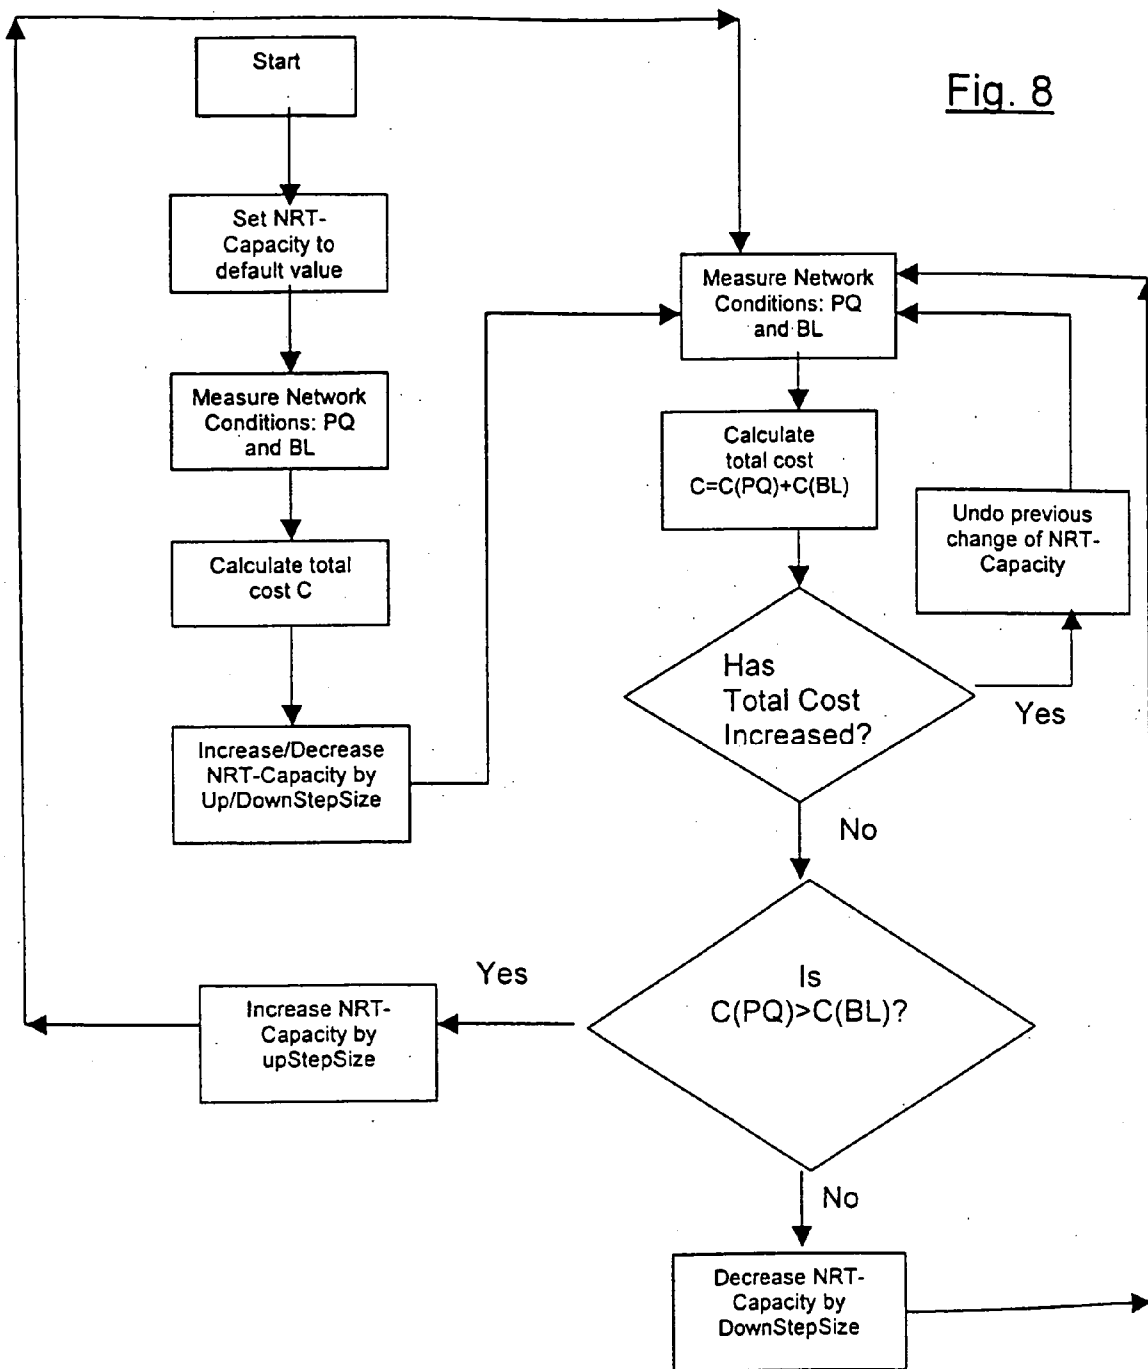 Fig. 8
Start
Set NRT-
Capacity to
default value
Measure Network
Conditions: PQ
and BL
Calculate total
cost C
Increase/Decrease
NRT-Capacity by
Up/DownStepSize
Measure Network
Conditions: PQ
and BL
Calculate
total cost
C=C(PQ)+C(BL)
Undo previous
change of NRT-
Capacity
Has
Total Cost
Increased?
Yes
No
Is
C(PQ)>C(BL)?
Yes
Increase NRT-
Capacity by
upStepSize
No
Decrease NRT-
Capacity by
DownStepSize